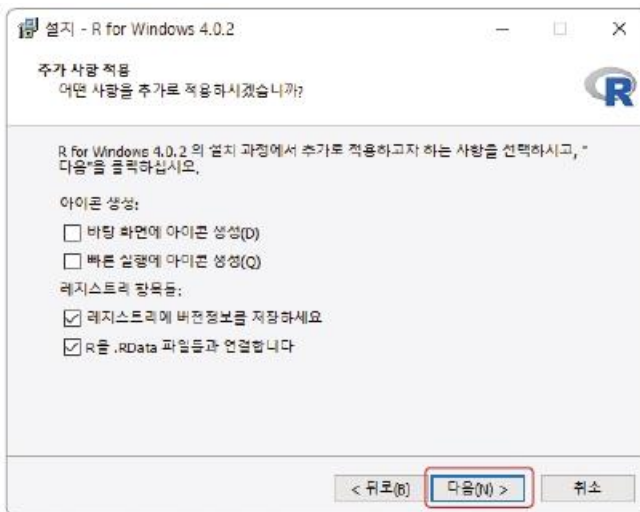 설치 - R for Windows 4.0.2
추가 사항 적용
어떤 사항을 추가로 적용하시겠습니까?
R
R for Windows 4.0.2 의 설치 과정에서 추가로 적용하고자 하는 사항을 선택하시고, "
다음"을 클릭하십시오.
아이콘 생성:
바탕 화면에 아이콘 생성(D)
빠른 실행에 아이콘 생성(Q)
레지스트리 항목들:
레지스트리에 버전정보를 저장하세요
R을 .RData 파일들과 연결합니다
< 뒤로(B) 다음(N) > 취소